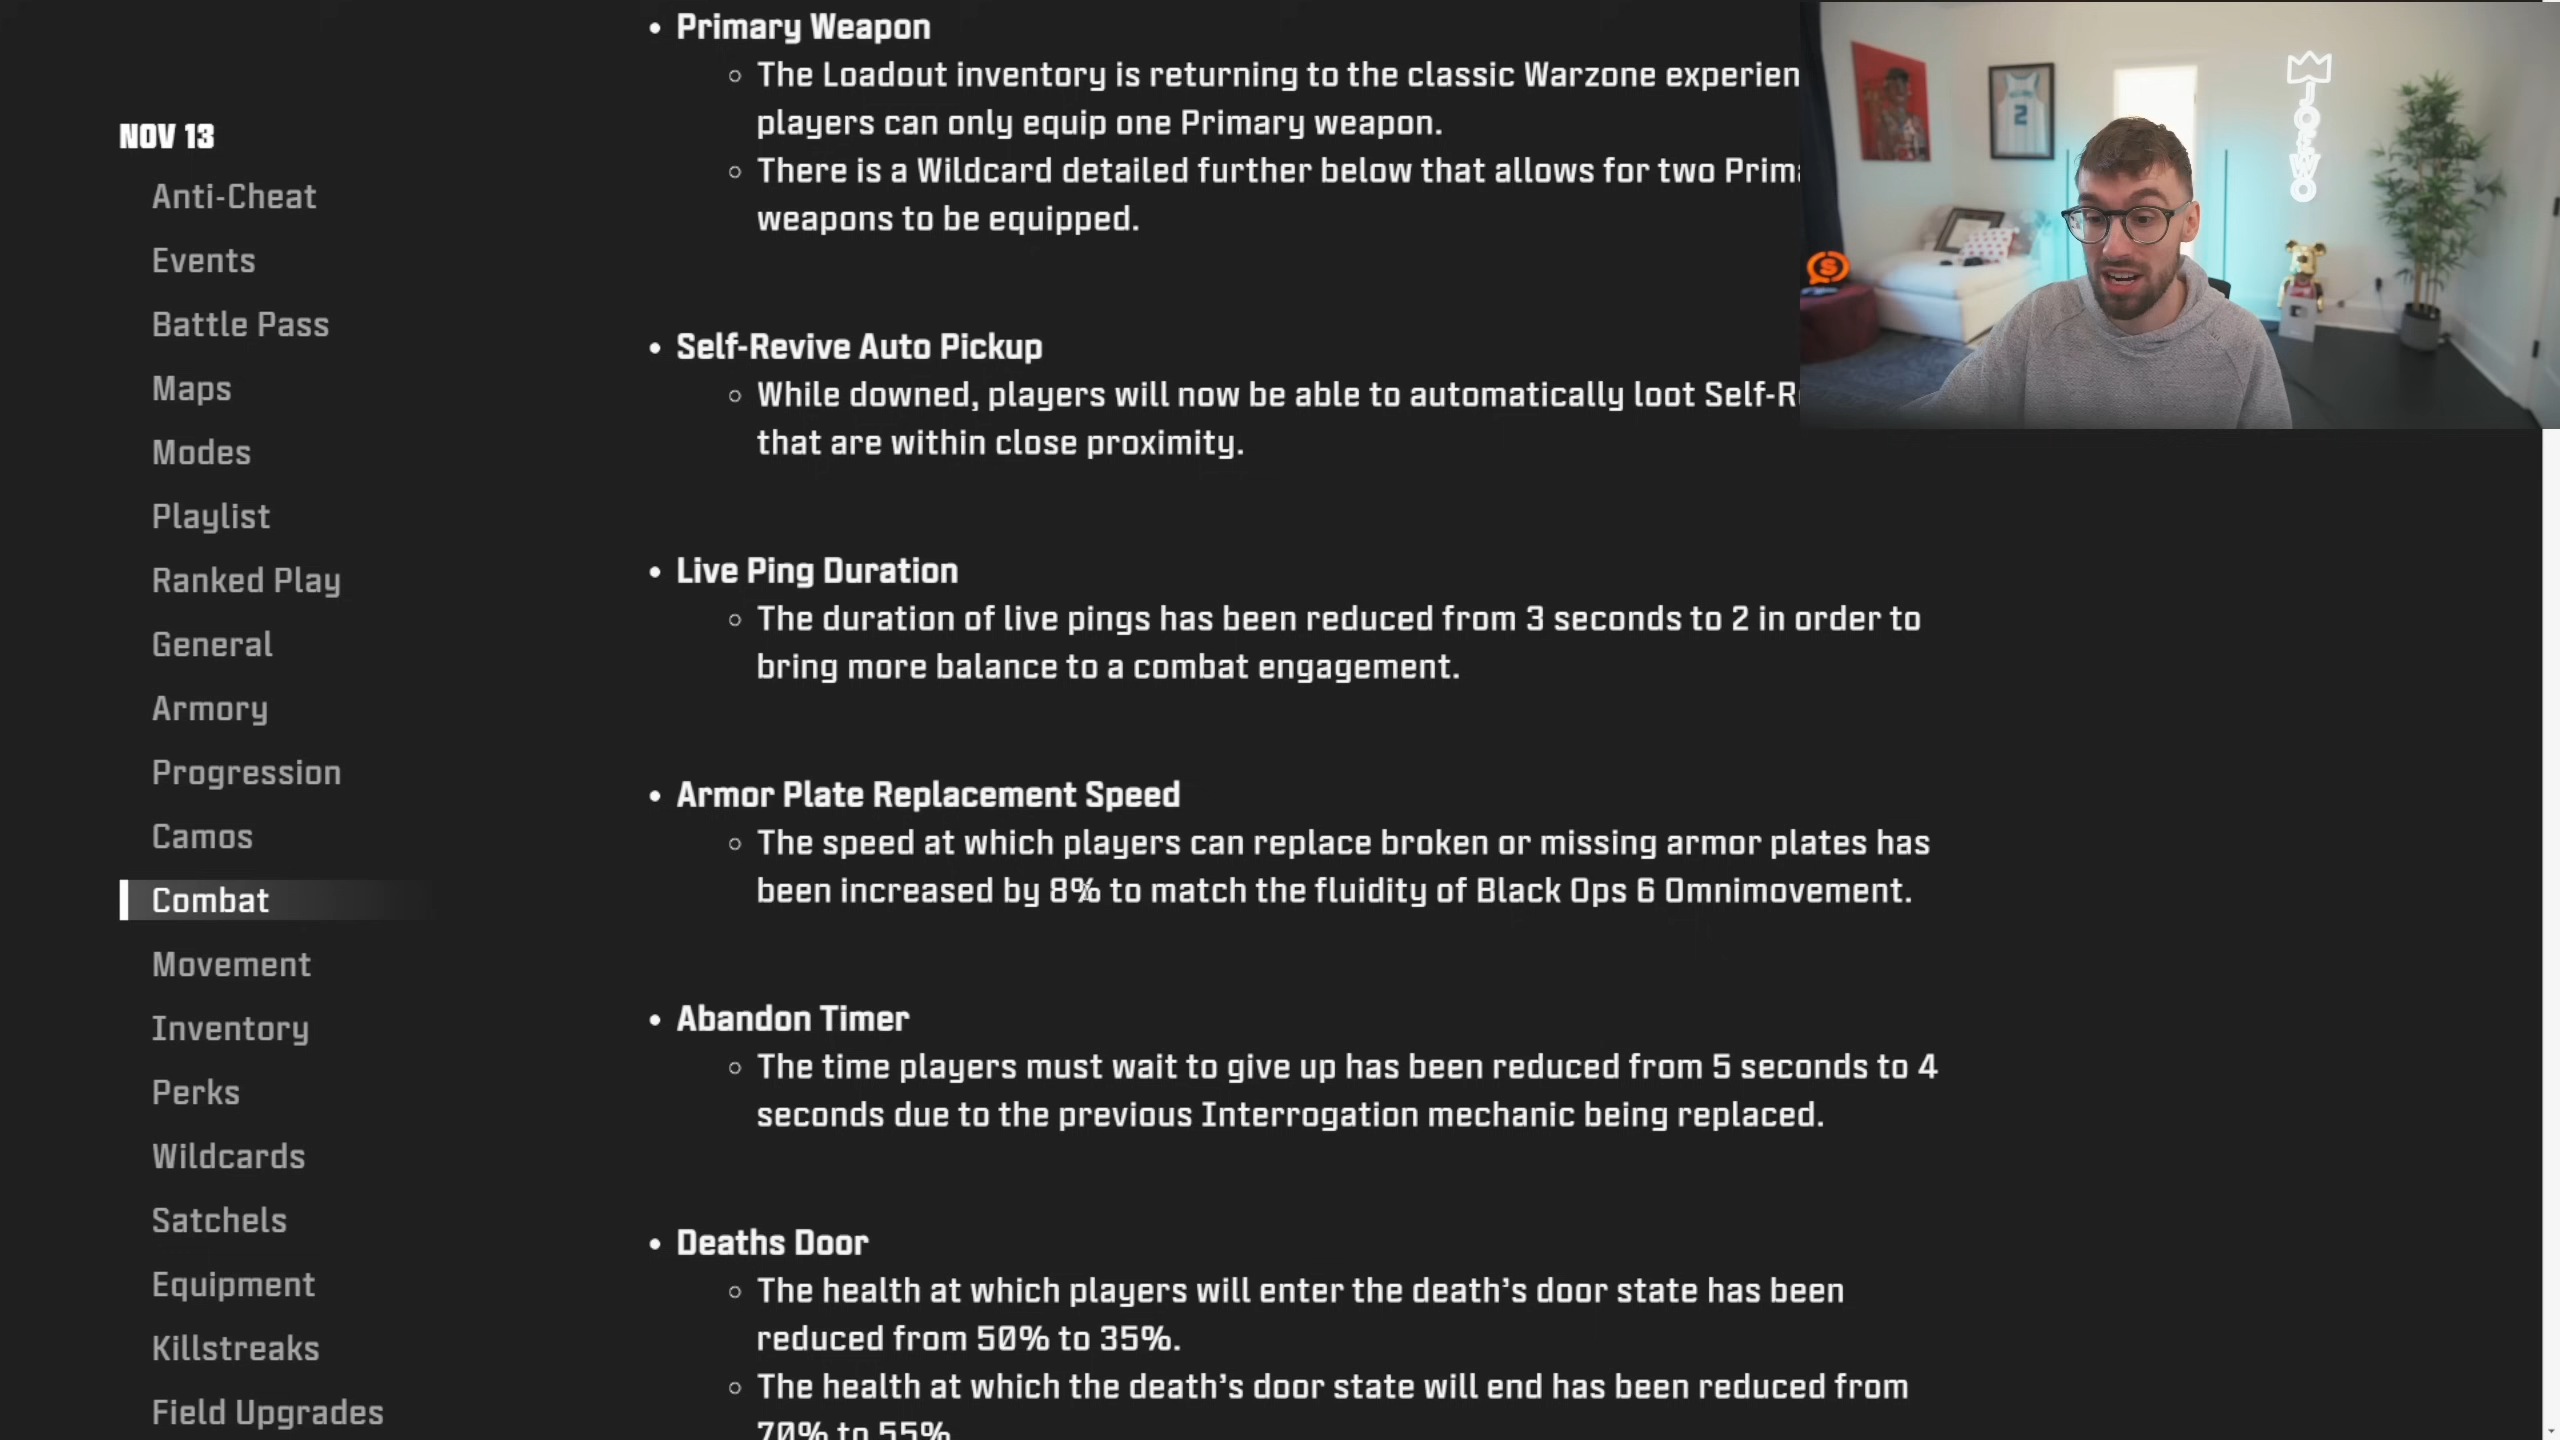 Primary Weapon
The Loadout inventory is returning to the classic Warzone
players can only equip one Primary weapon.
There is a Wildcard detailed further below that allows for two
weapons to be equipped.
NOV 13
Anti-Cheat
Events
Battle Pass
Maps
Modes
Playlist
Ranked Play
General
Armory
Progression
Camos
Combat
Movement
Inventory
Perks
Wildcards
Satchels
Equipment
Killstreaks
Field Upgrades
Self-Revive Auto Pickup
While downed, players will now be able to automatically loot
that are within close proximity.
Live Ping Duration
The duration of live pings has been reduced from 3 seconds to 2 in order to
bring more balance to a combat engagement.
Armor Plate Replacement Speed
The speed at which players can replace broken or missing armor plates has
been increased by 8% to match the fluidity of Black Ops 6 Omnimovement.
Abandon Timer
The time players must wait to give up has been reduced from 5 seconds to 4
seconds due to the previous Interrogation mechanic being replaced.
Deaths Door
The health at which players will enter the death's door state has been
reduced from 50% to 35%.
The health at which the death's door state will end has been reduced from
70% to 55%
JOEWO
2